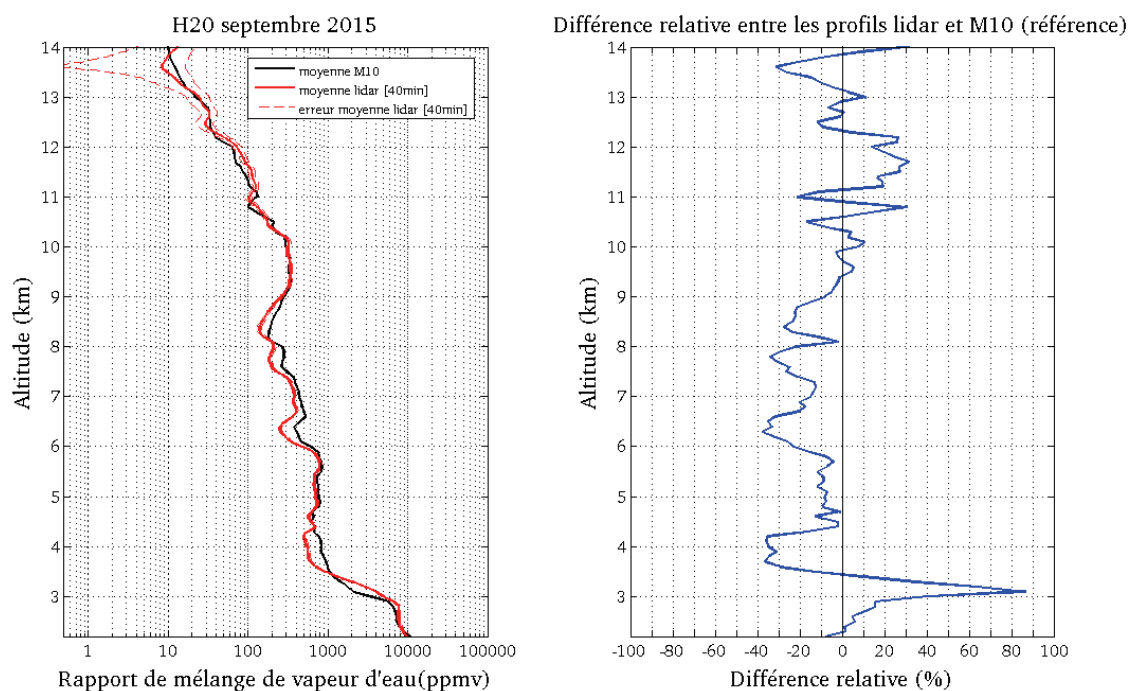 H20 septembre 2015
14
13
12
11
10
9
8
7
6
5
4
3
Altitude (km)
moyenne M10
moyenne lidar [40min]
erreur moyenne lidar [40min]
1 10 100 1000 10000 100000
Rapport de mélange de vapeur d'eau(ppmv)
Différence relative entre les profils lidar et M10 (référence)
14
13
12
11
10
9
8
7
6
5
4
3
Altitude (km)
-100 -80 -60 -40 -20 0 20 40 60 80 100
Différence relative (%)